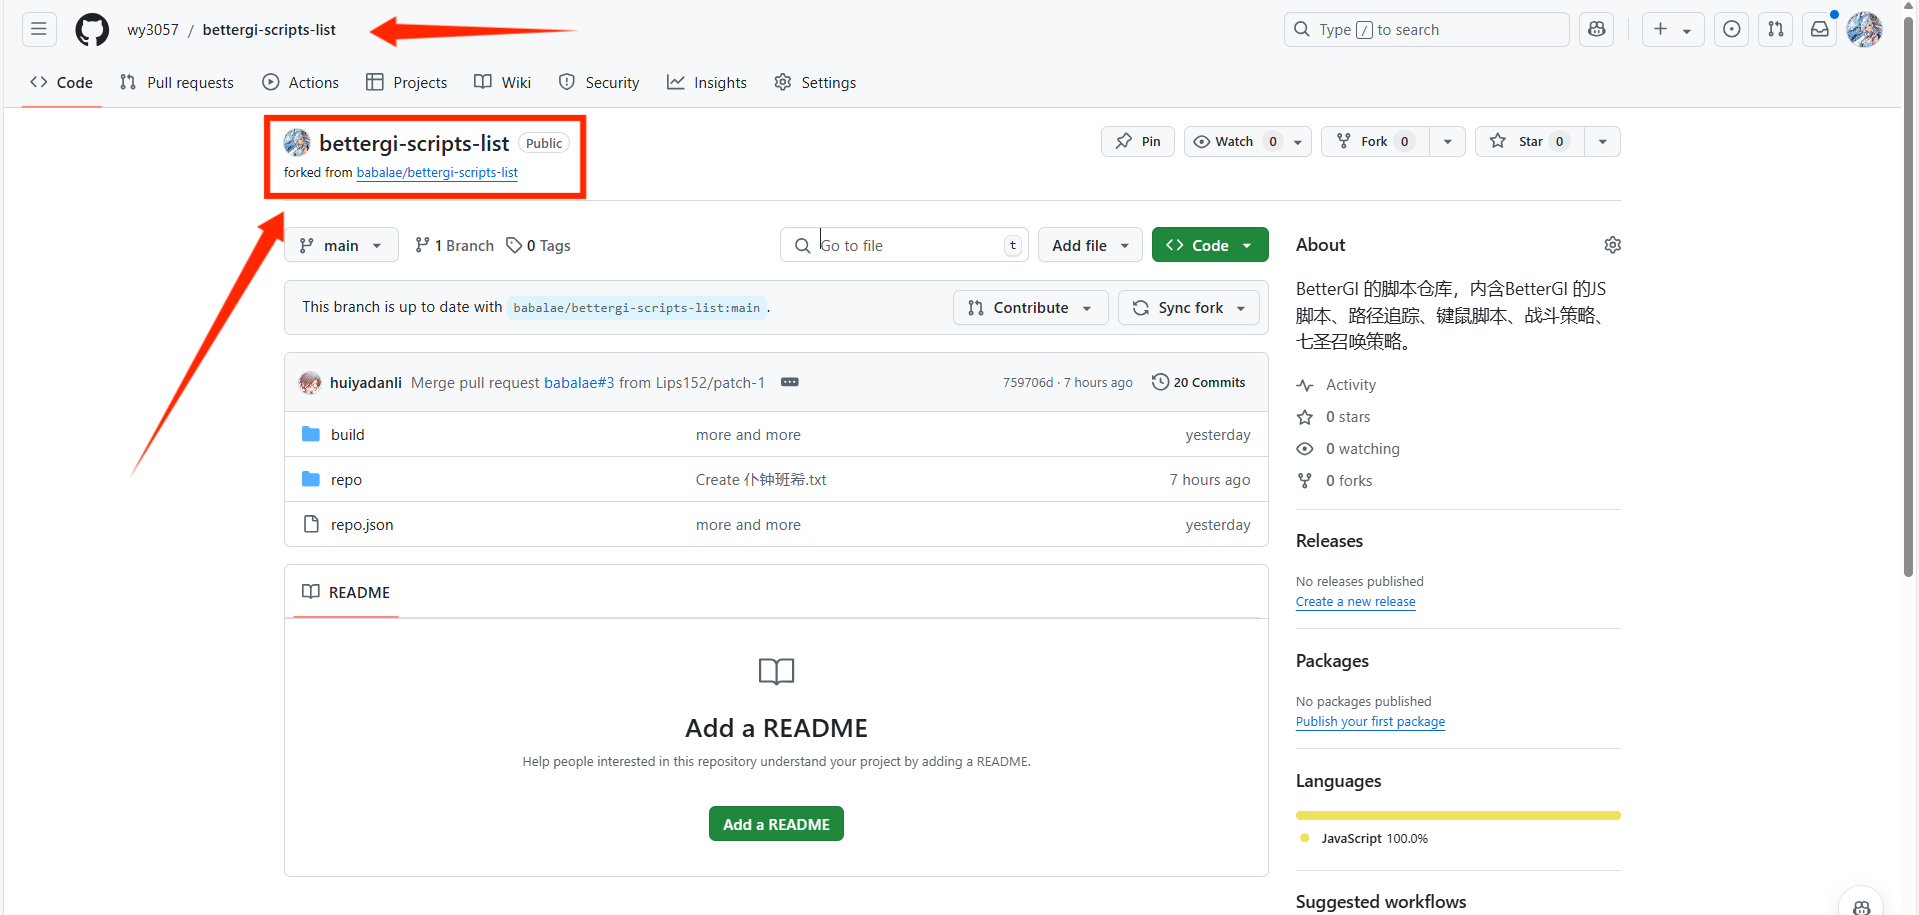 wy3057 / bettergi-scripts-list
Type / to search
Code Pull requests Actions Projects Wiki Security Insights Settings
bettergi-scripts-list Public
forked from babalae/bettergi-scripts-list
Pin Watch 0 Fork 0 Star 0
main 1 Branch 0 Tags Go to file t Add file Code
This branch is up to date with babalae/bettergi-scripts-list:main .
Contribute Sync fork
huiyadanli Merge pull request babalae#3 from Lips152/patch-1 759706d · 7 hours ago 20 Commits
build more and more yesterday
repo Create 仆钟班希.txt 7 hours ago
repo.json more and more yesterday
README
Add a README
Help people interested in this repository understand your project by adding a README.
Add a README
About
BetterGI 的脚本仓库，内含BetterGI 的JS
脚本、路径追踪、键鼠脚本、战斗策略、
七圣召唤策略。
Activity
0 stars
0 watching
0 forks
Releases
No releases published
Create a new release
Packages
No packages published
Publish your first package
Languages
JavaScript 100.0%
Suggested workflows